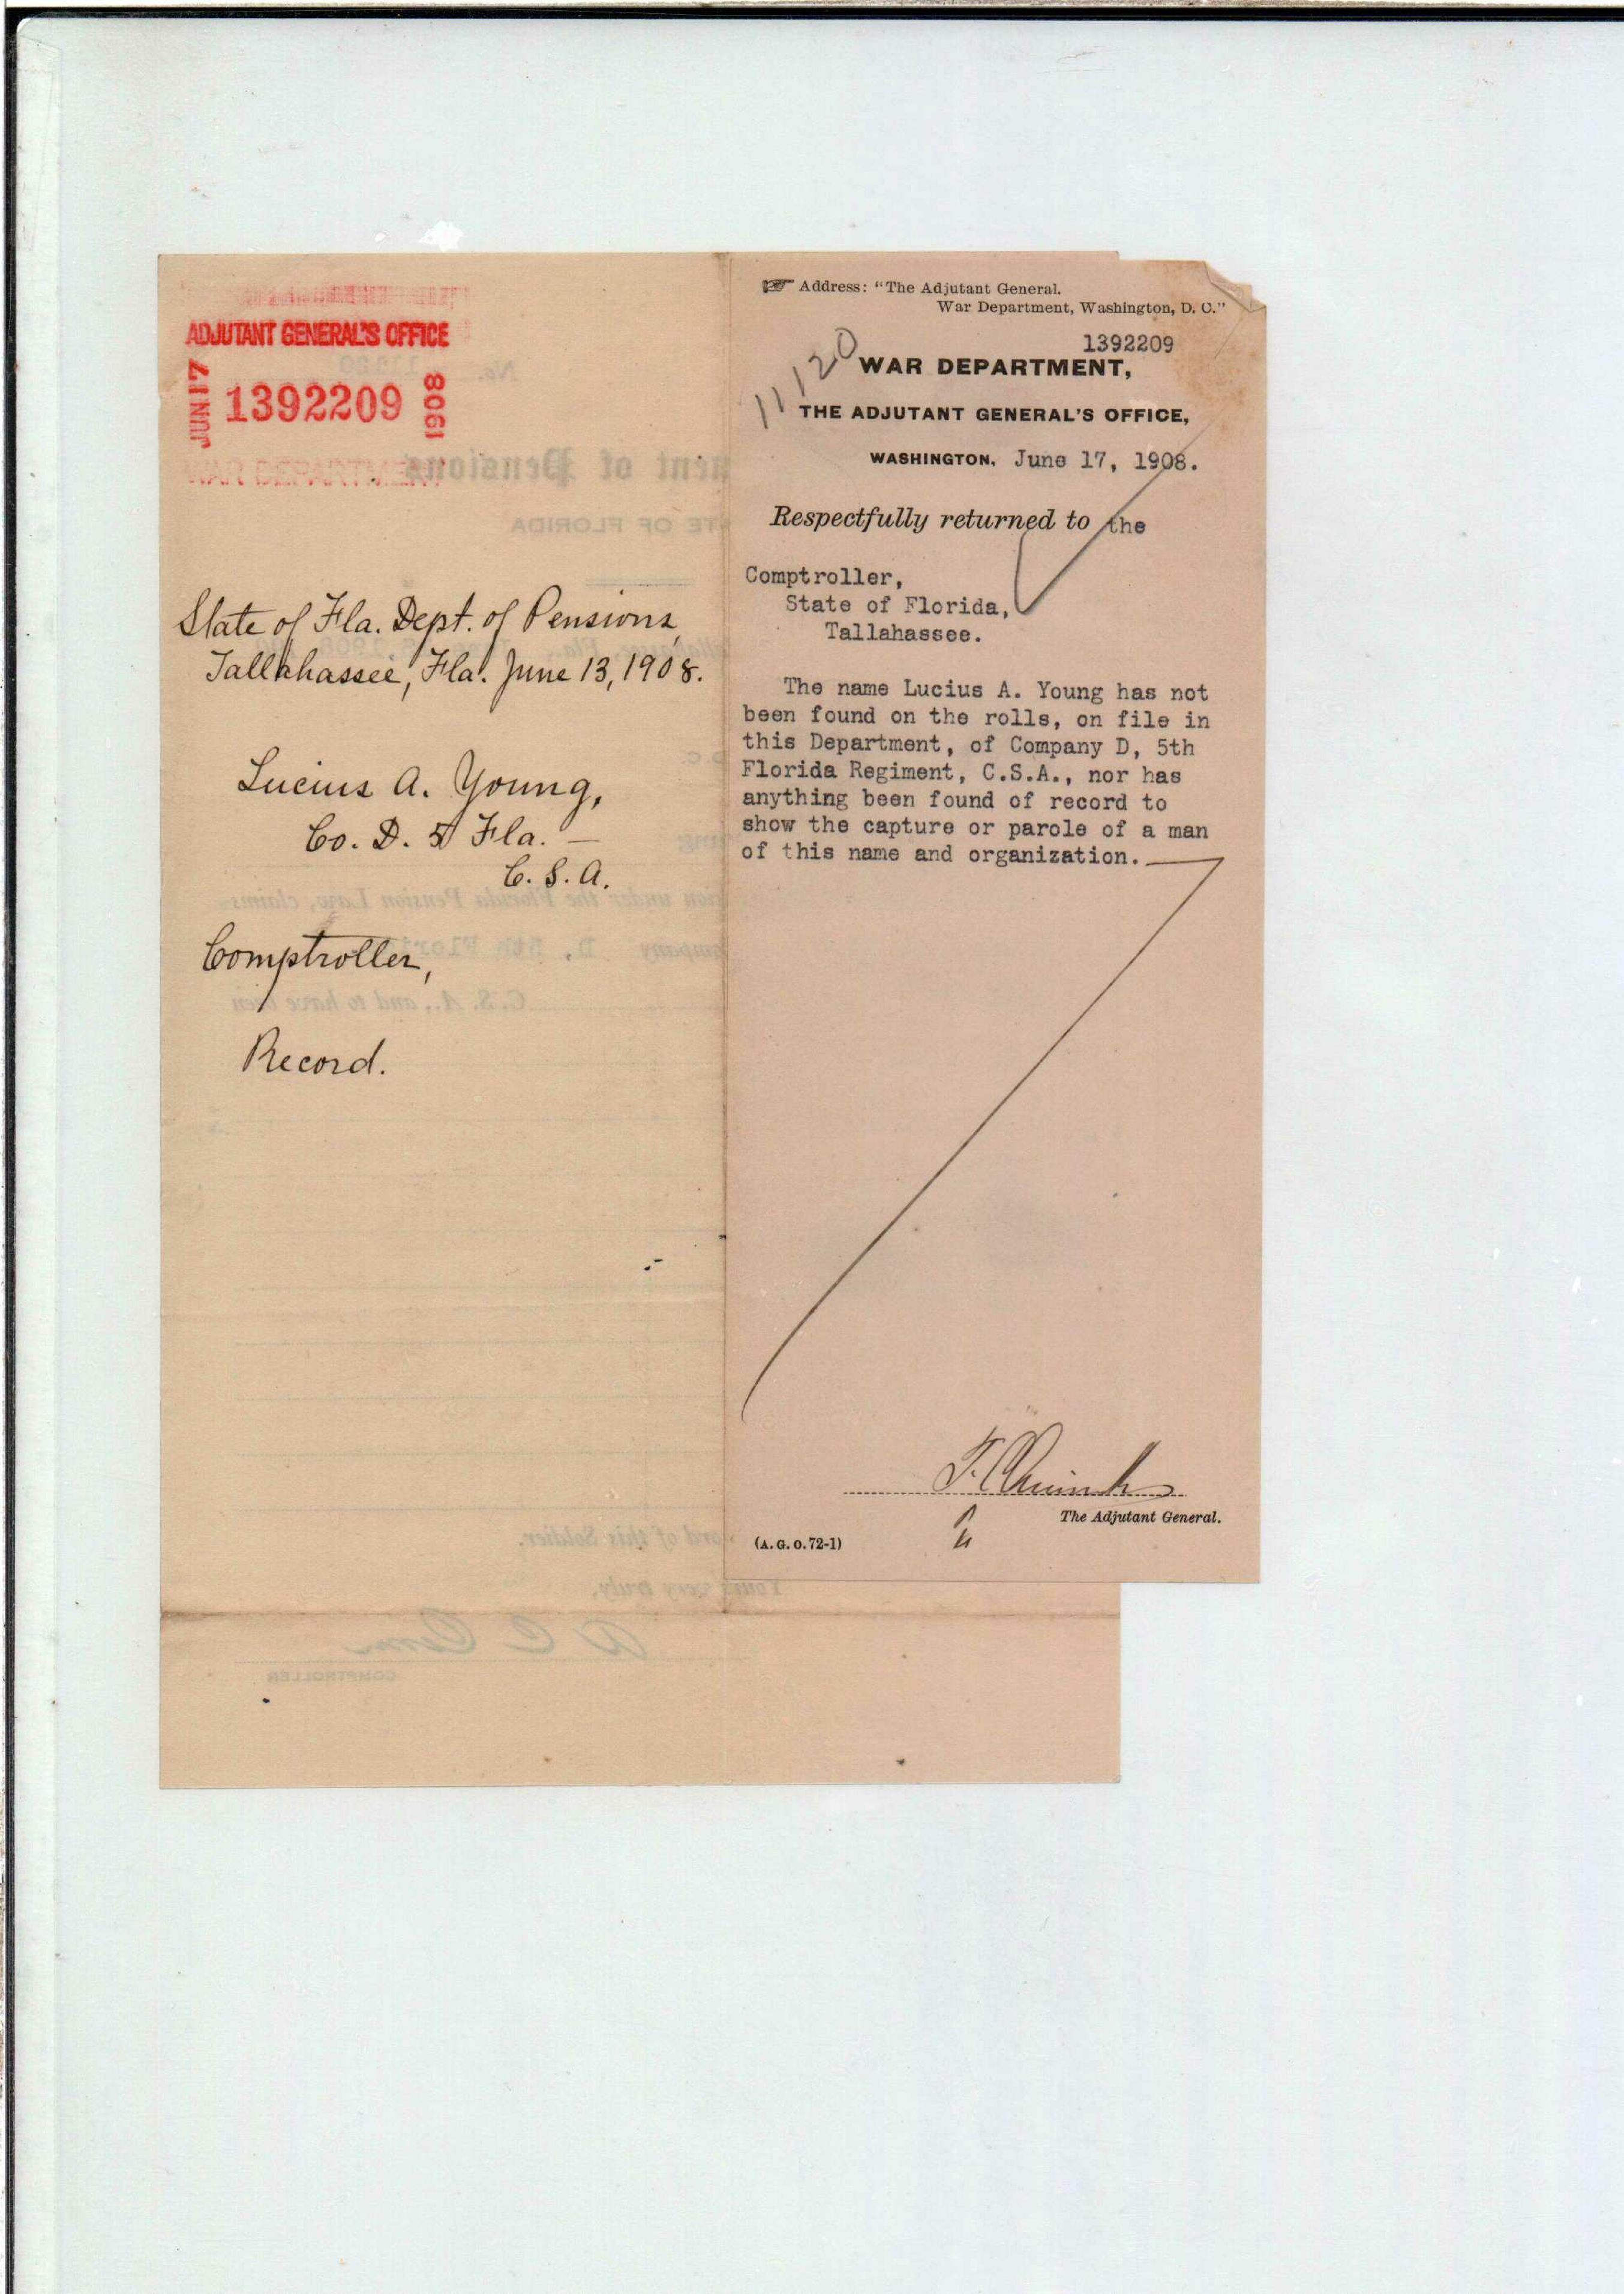 ADJUTANT GENERAL'S OFFICE
JUN 17 1392209 1908
WAR DEPARTMENT
State of Fla. Dept. of Pensions,
Tallahassee, Fla. June 13, 1908.
Lucius A. Young,
Co. D. 5 Fla. —
C. S. A.
Comptroller,
Record.
Address: "The Adjutant General.
War Department, Washington, D. C."
1392209
11120
WAR DEPARTMENT,
THE ADJUTANT GENERAL'S OFFICE,
WASHINGTON, June 17, 1908.
Respectfully returned to the
Comptroller,
State of Florida,
Tallahassee.
The name Lucius A. Young has not
been found on the rolls, on file in
this Department, of Company D, 5th
Florida Regiment, C.S.A., nor has
anything been found of record to
show the capture or parole of a man
of this name and organization.
The Adjutant General.
(A. G. O. 72-1)